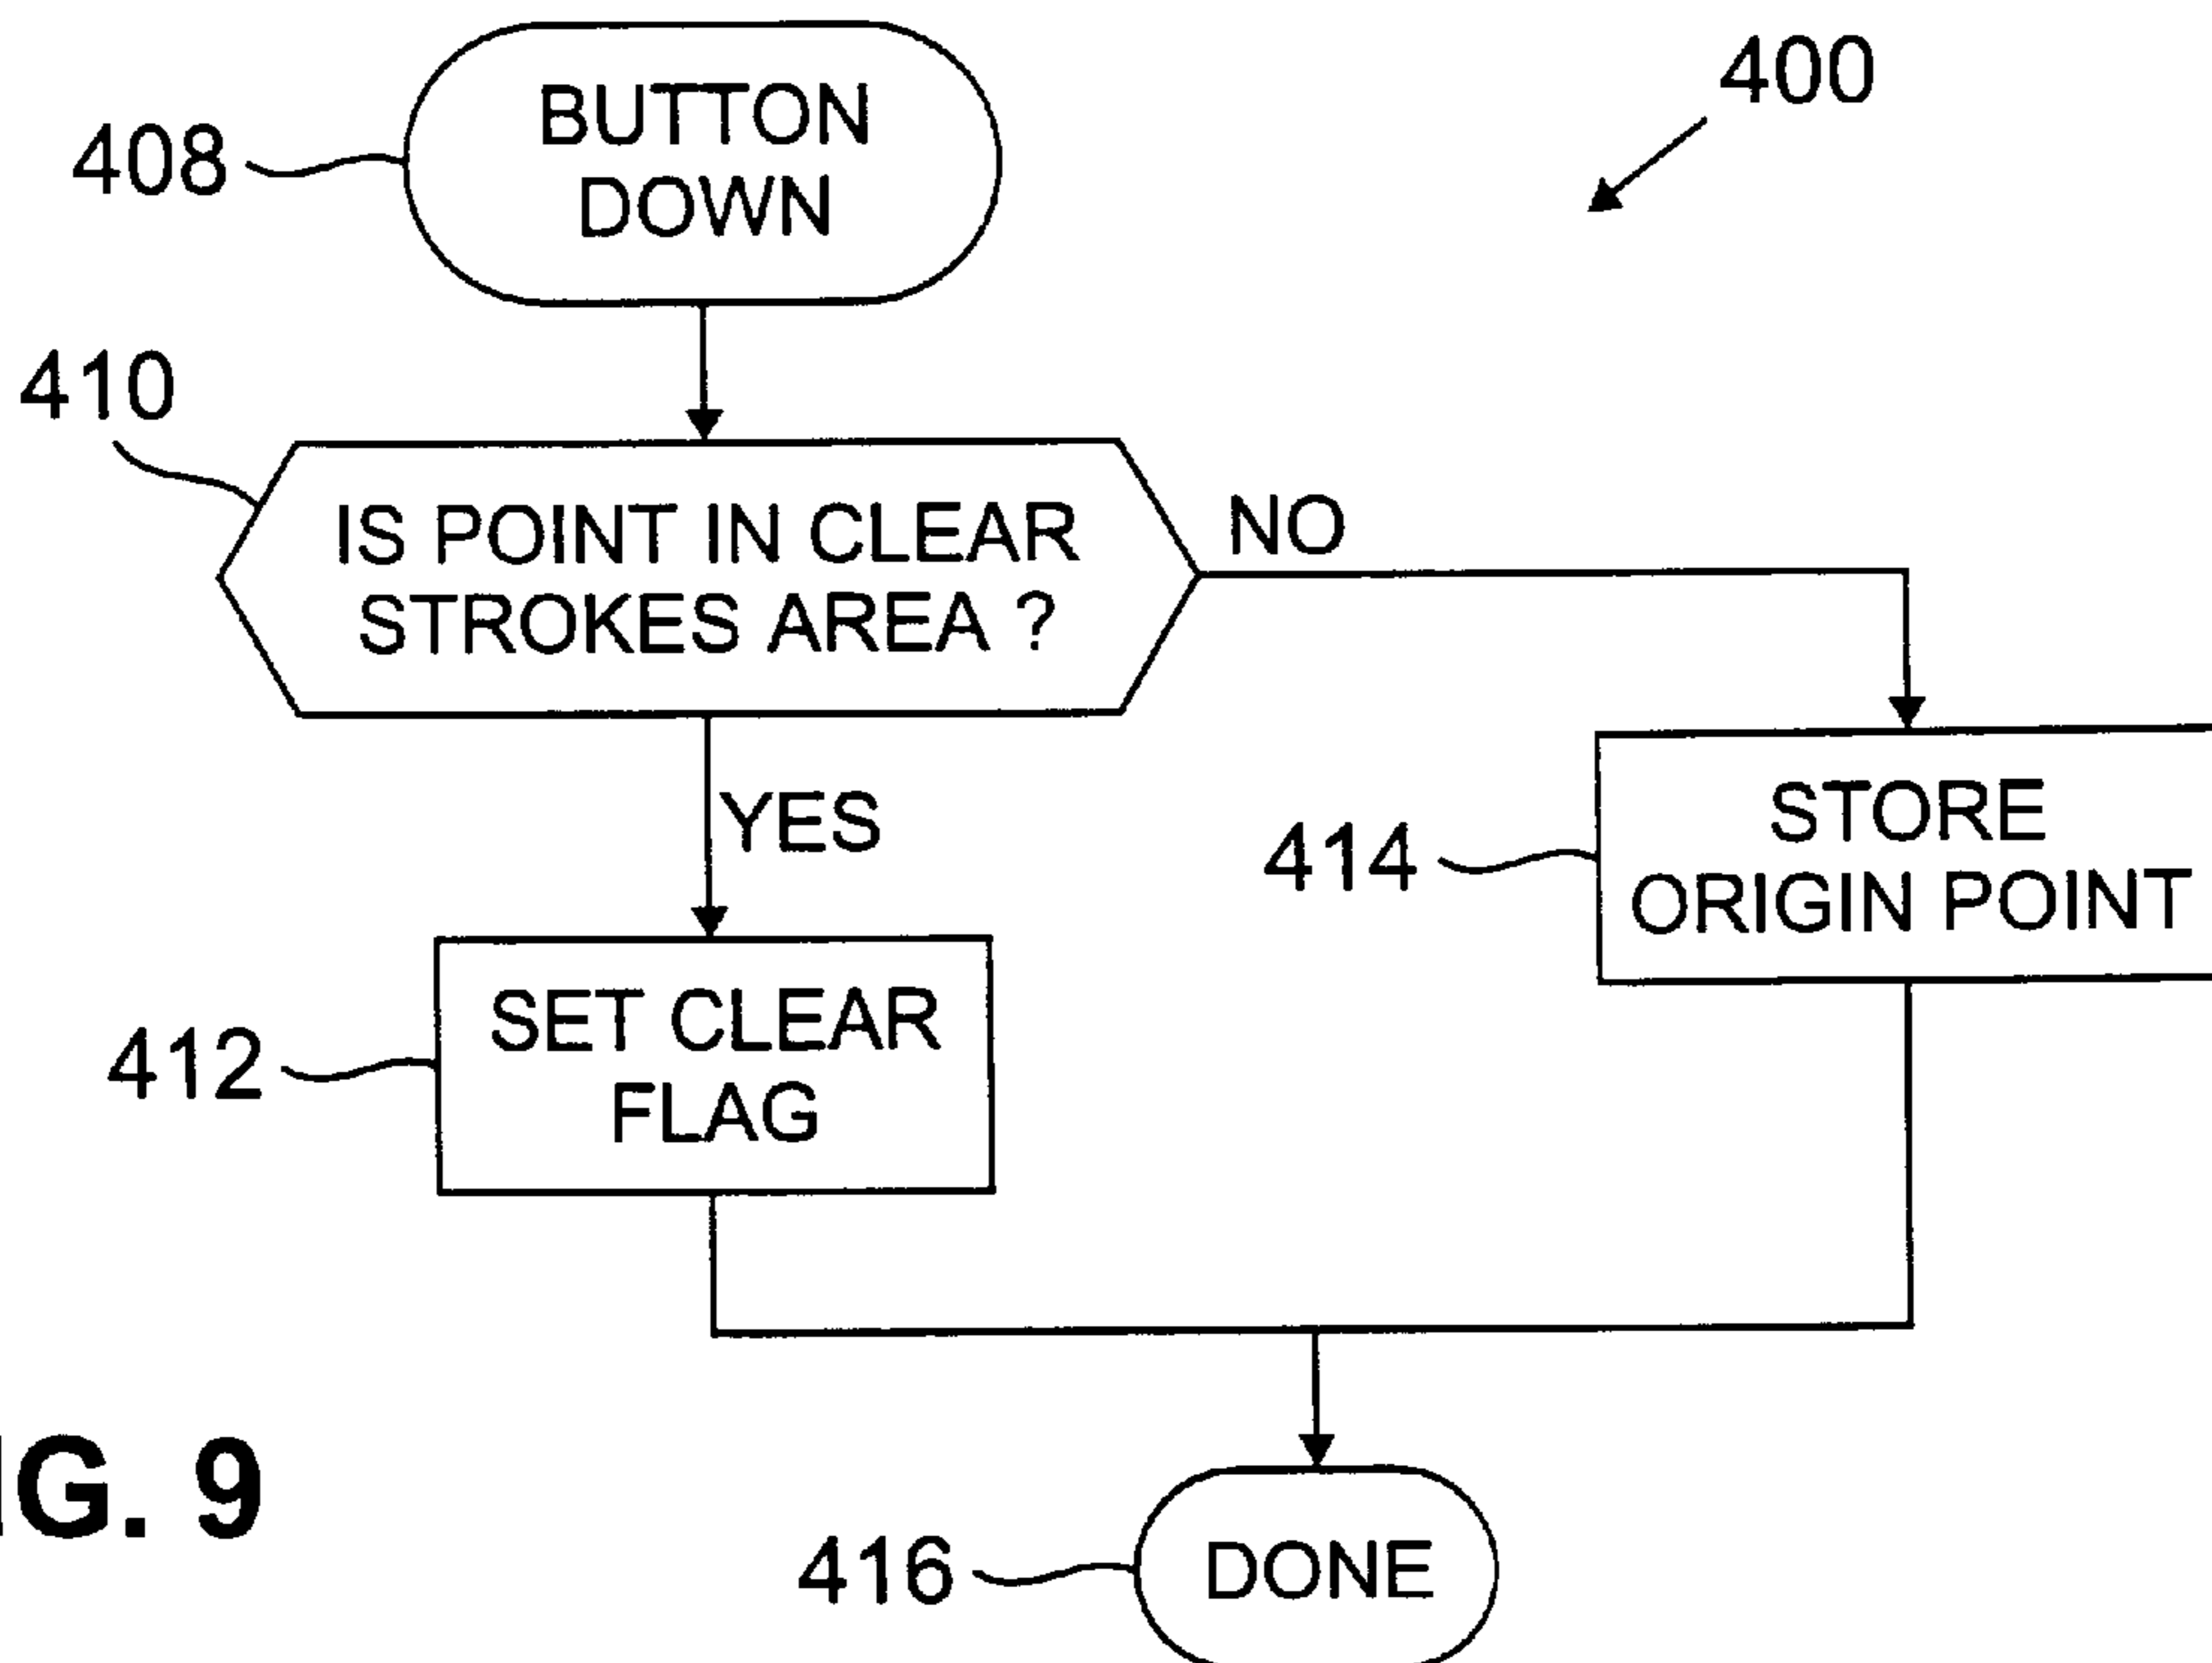 400
408
BUTTON
DOWN
410
IS POINT IN CLEAR
STROKES AREA ?
NO
YES
414
STORE
ORIGIN POINT
412
SET CLEAR
FLAG
IG. 9
416
DONE